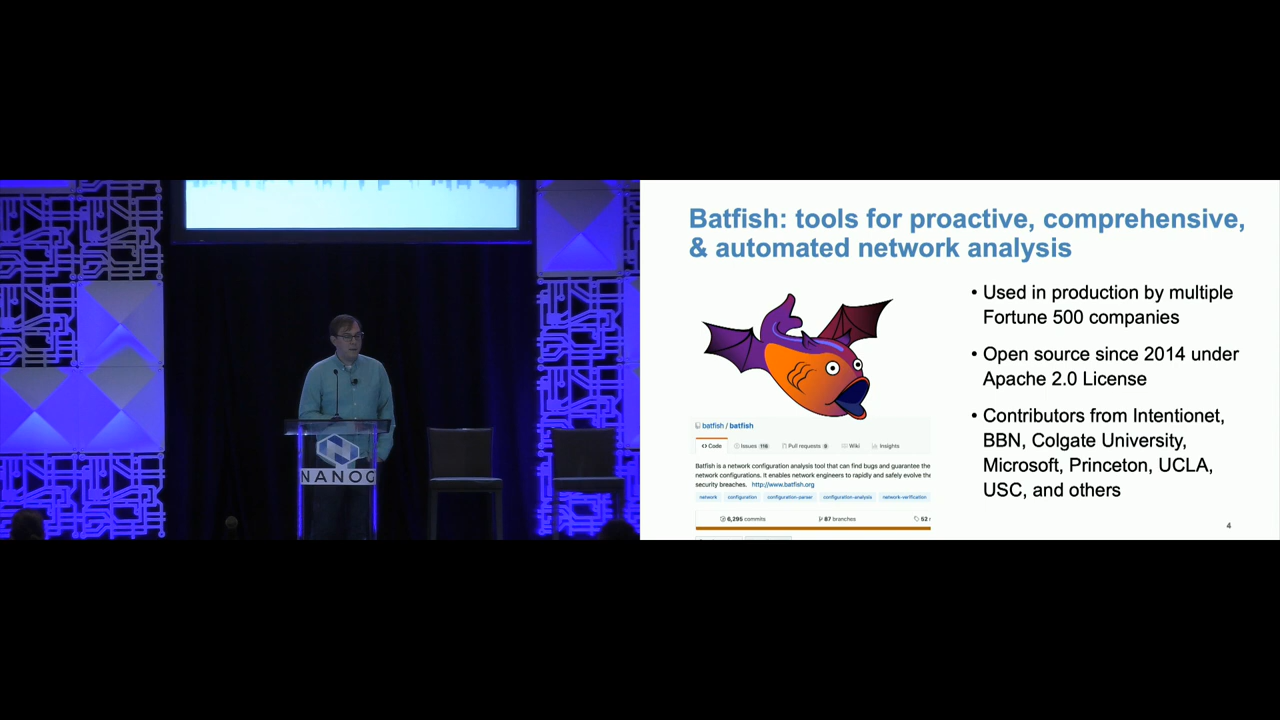 NANOG
Batfish: tools for proactive, comprehensive,
& automated network analysis
• Used in production by multiple
Fortune 500 companies
• Open source since 2014 under
Apache 2.0 License
• Contributors from Intentionet,
BBN, Colgate University,
Microsoft, Princeton, UCLA,
USC, and others
batfish / batfish
Code Issues 116 Pull requests 8 Wiki Insights
Batfish is a network configuration analysis tool that can find bugs and guarantee the
network configurations. It enables network engineers to rapidly and safely evolve the
security breaches. http://www.batfish.org
network configuration configuration-parser configuration-analysis network-verification
6,295 commits 87 branches 52
4